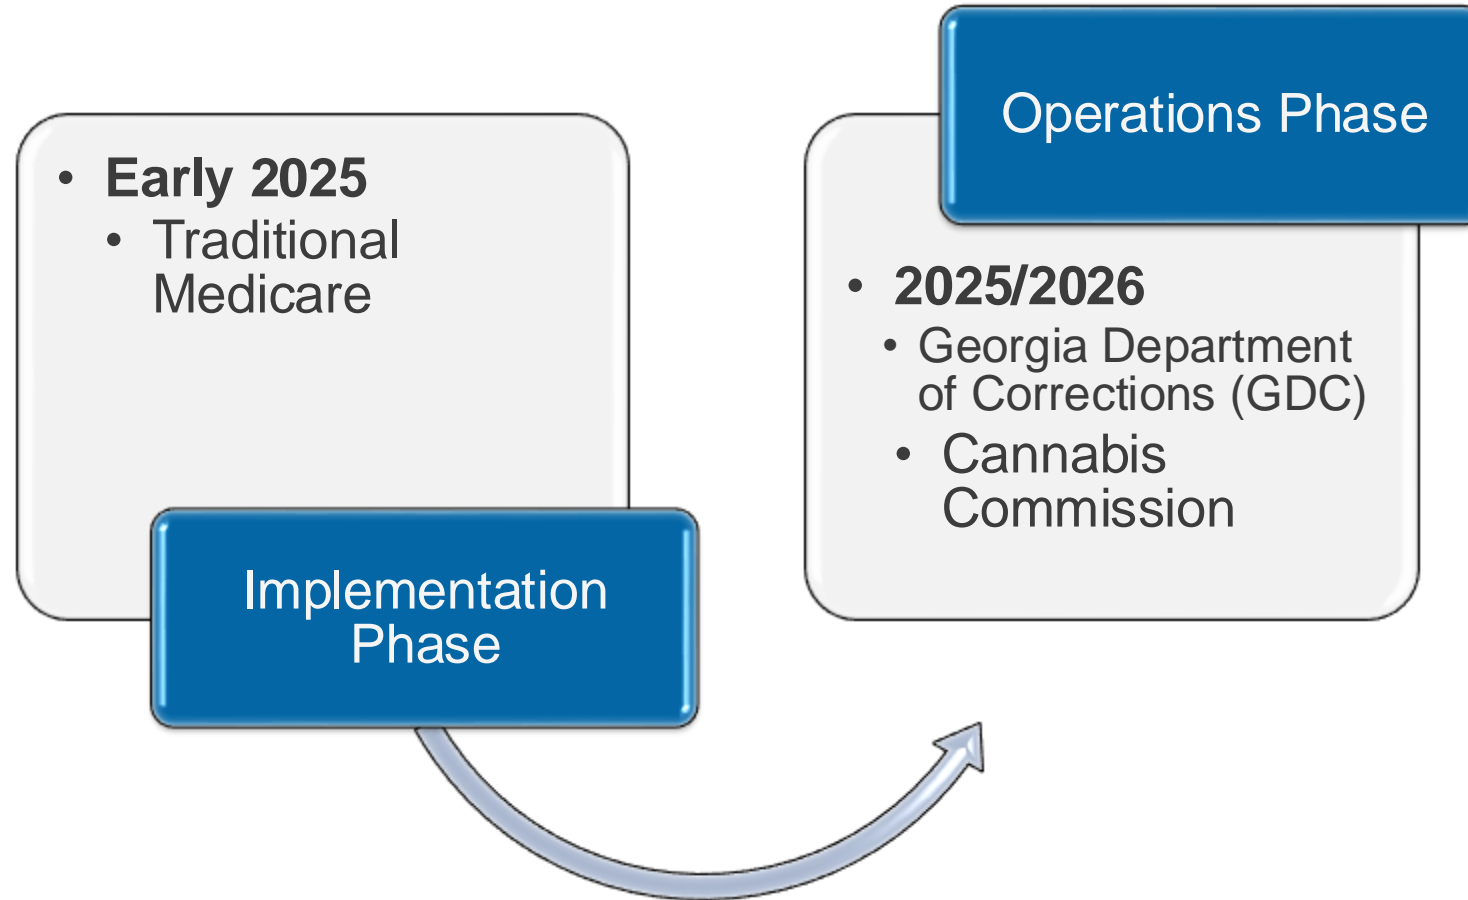 • Early 2025
• Traditional
Medicare
Implementation
Phase
Operations Phase
• 2025/2026
• Georgia Department
of Corrections (GDC)
• Cannabis
Commission